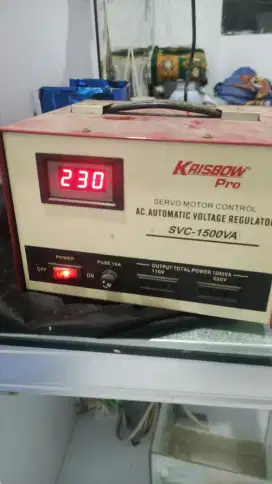 230
KRISBOW®
Pro
SERVO MOTOR CONTROL
AC. AUTOMATIC VOLTAGE REGULATOR
SVC-1500VA
POWER
OFF
ON
FUSE 10A
OUTPUT TOTAL POWER 1500VA
110V
220V